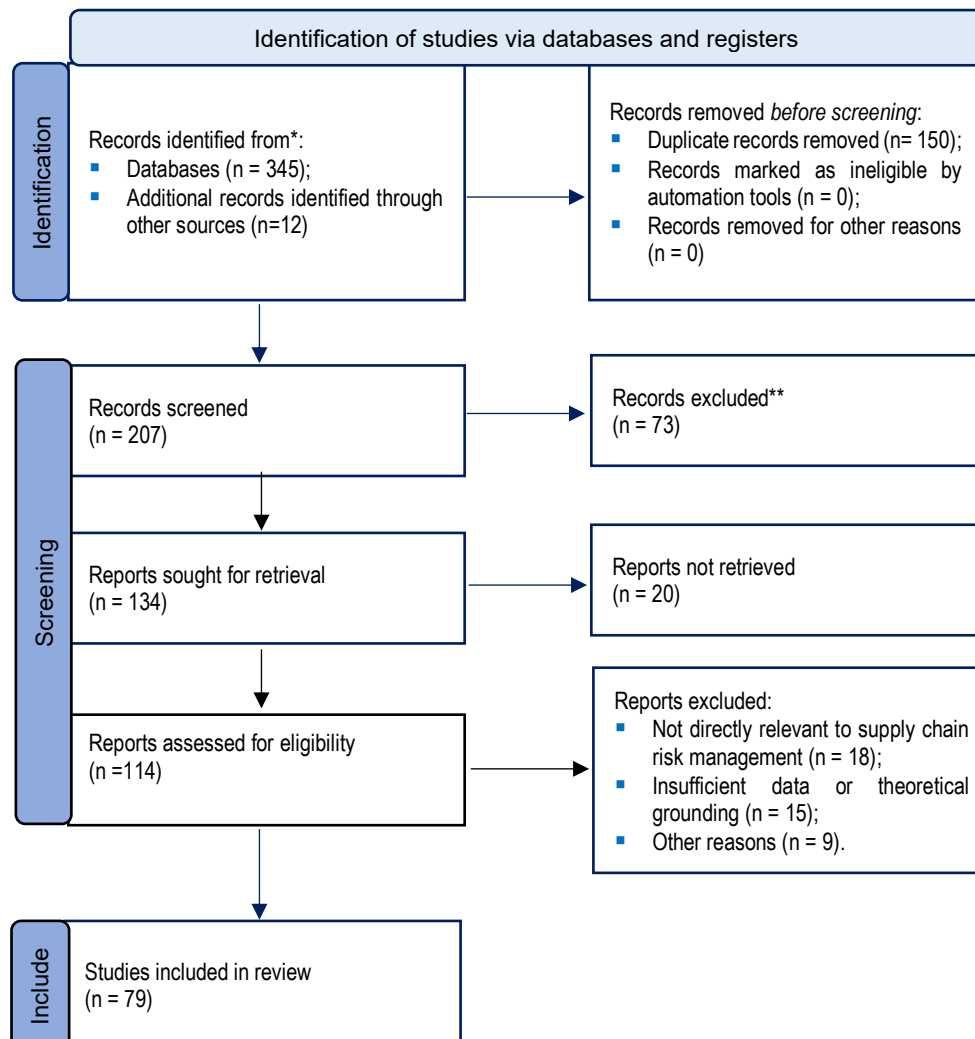 Identification of studies via databases and registers
Identification
Records identified from*:
▪ Databases (n = 345);
▪ Additional records identified through
other sources (n=12)
Records removed before screening:
▪ Duplicate records removed (n= 150);
▪ Records marked as ineligible by
automation tools (n = 0);
▪ Records removed for other reasons
(n = 0)
Screening
Records screened
(n = 207)
Records excluded**
(n = 73)
Reports sought for retrieval
(n = 134)
Reports not retrieved
(n = 20)
Reports assessed for eligibility
(n =114)
Reports excluded:
▪ Not directly relevant to supply chain
risk management (n = 18);
▪ Insufficient data or theoretical
grounding (n = 15);
▪ Other reasons (n = 9).
Include
Studies included in review
(n = 79)